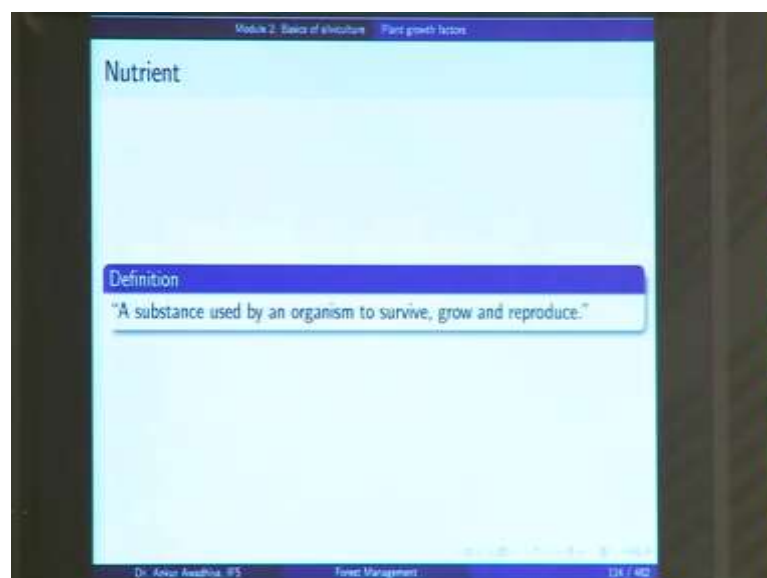 Module 2: Basics of silviculture Plant growth factors
Nutrient
Definition
"A substance used by an organism to survive, grow and reproduce."
Dr. Ankur Awadhiya, IFS Forest Management